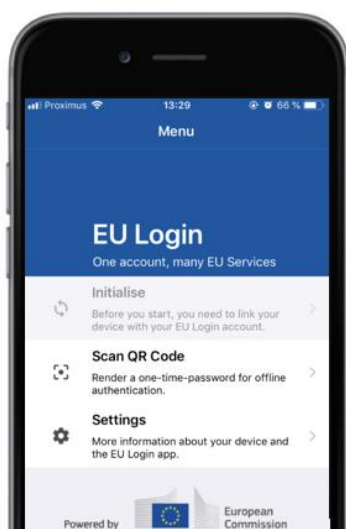 Proximus 13:29 66 %
Menu
EU Login
One account, many EU Services
Initialise
Before you start, you need to link your
device with your EU Login account.
Scan QR Code
Render a one-time-password for offline
authentication.
Settings
More information about your device and
the EU Login app.
Powered by
European
Commission